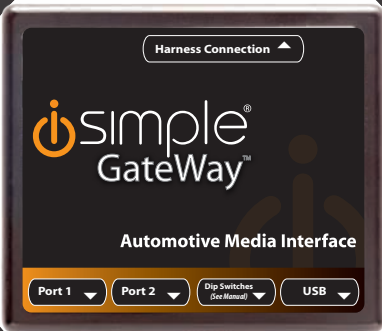 Harness Connection
isimple®
GateWay™
Automotive Media Interface
Port 1
Port 2
Dip Switches
(See Manual)
USB